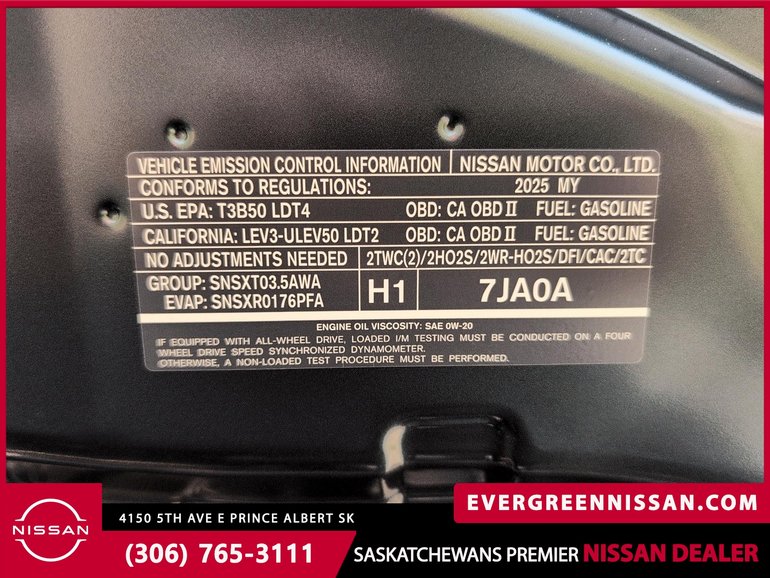 VEHICLE EMISSION CONTROL INFORMATION NISSAN MOTOR CO., LTD.
CONFORMS TO REGULATIONS: 2025 MY
U.S. EPA: T3B50 LDT4 OBD: CA OBD II FUEL: GASOLINE
CALIFORNIA: LEV3-ULEV50 LDT2 OBD: CA OBD II FUEL: GASOLINE
NO ADJUSTMENTS NEEDED 2TWC(2)/2HO2S/2WR-HO2S/DFI/CAC/2TC
GROUP: SNSXT03.5AWA
EVAP: SNSXR0176PFA
H1 7JA0A
ENGINE OIL VISCOSITY: SAE 0W-20
IF EQUIPPED WITH ALL-WHEEL DRIVE, LOADED I/M TESTING MUST BE CONDUCTED ON A FOUR
WHEEL DRIVE SPEED SYNCHRONIZED DYNAMOMETER.
OTHERWISE, A NON-LOADED TEST PROCEDURE MUST BE PERFORMED.
NISSAN
4150 5TH AVE E PRINCE ALBERT SK
EVERGREENNISSAN.COM
(306) 765-3111
SASKATCHEWANS PREMIER NISSAN DEALER